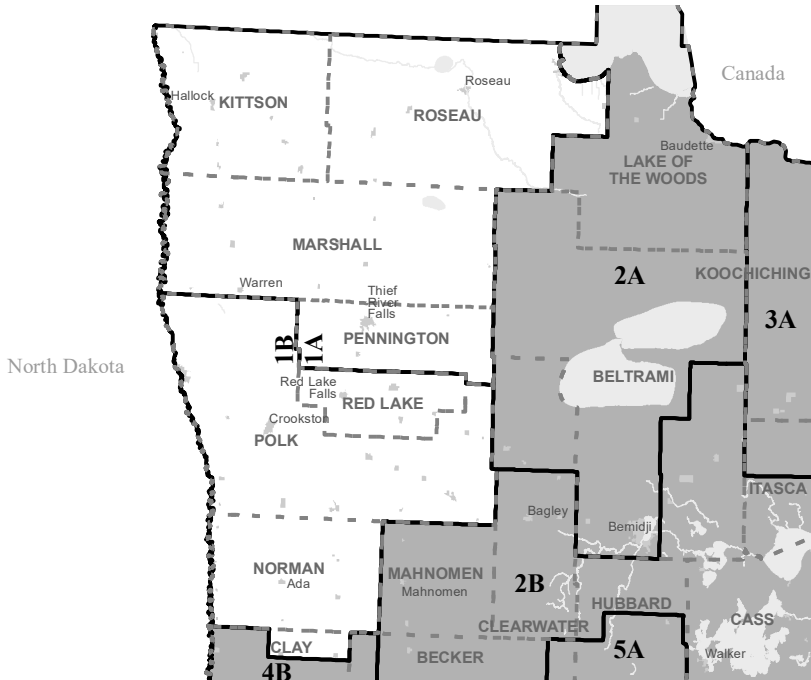 Canada
Roseau
Hallock
KITTSON
ROSEAU
Baudette
LAKE OF
THE WOODS
MARSHALL
2A
KOOCHICHING
Warren
Thief
River
Falls
3A
PENNINGTON
1B
1A
North Dakota
Red Lake
Falls
BELTRAMI
RED LAKE
Crookston
POLK
ITASCA
Bagley
Bemidji
NORMAN
Ada
MAHNOMEN
Mahnomen
2B
HUBBARD
CLEARWATER
CASS
CLAY
BECKER
5A
Walker
4B